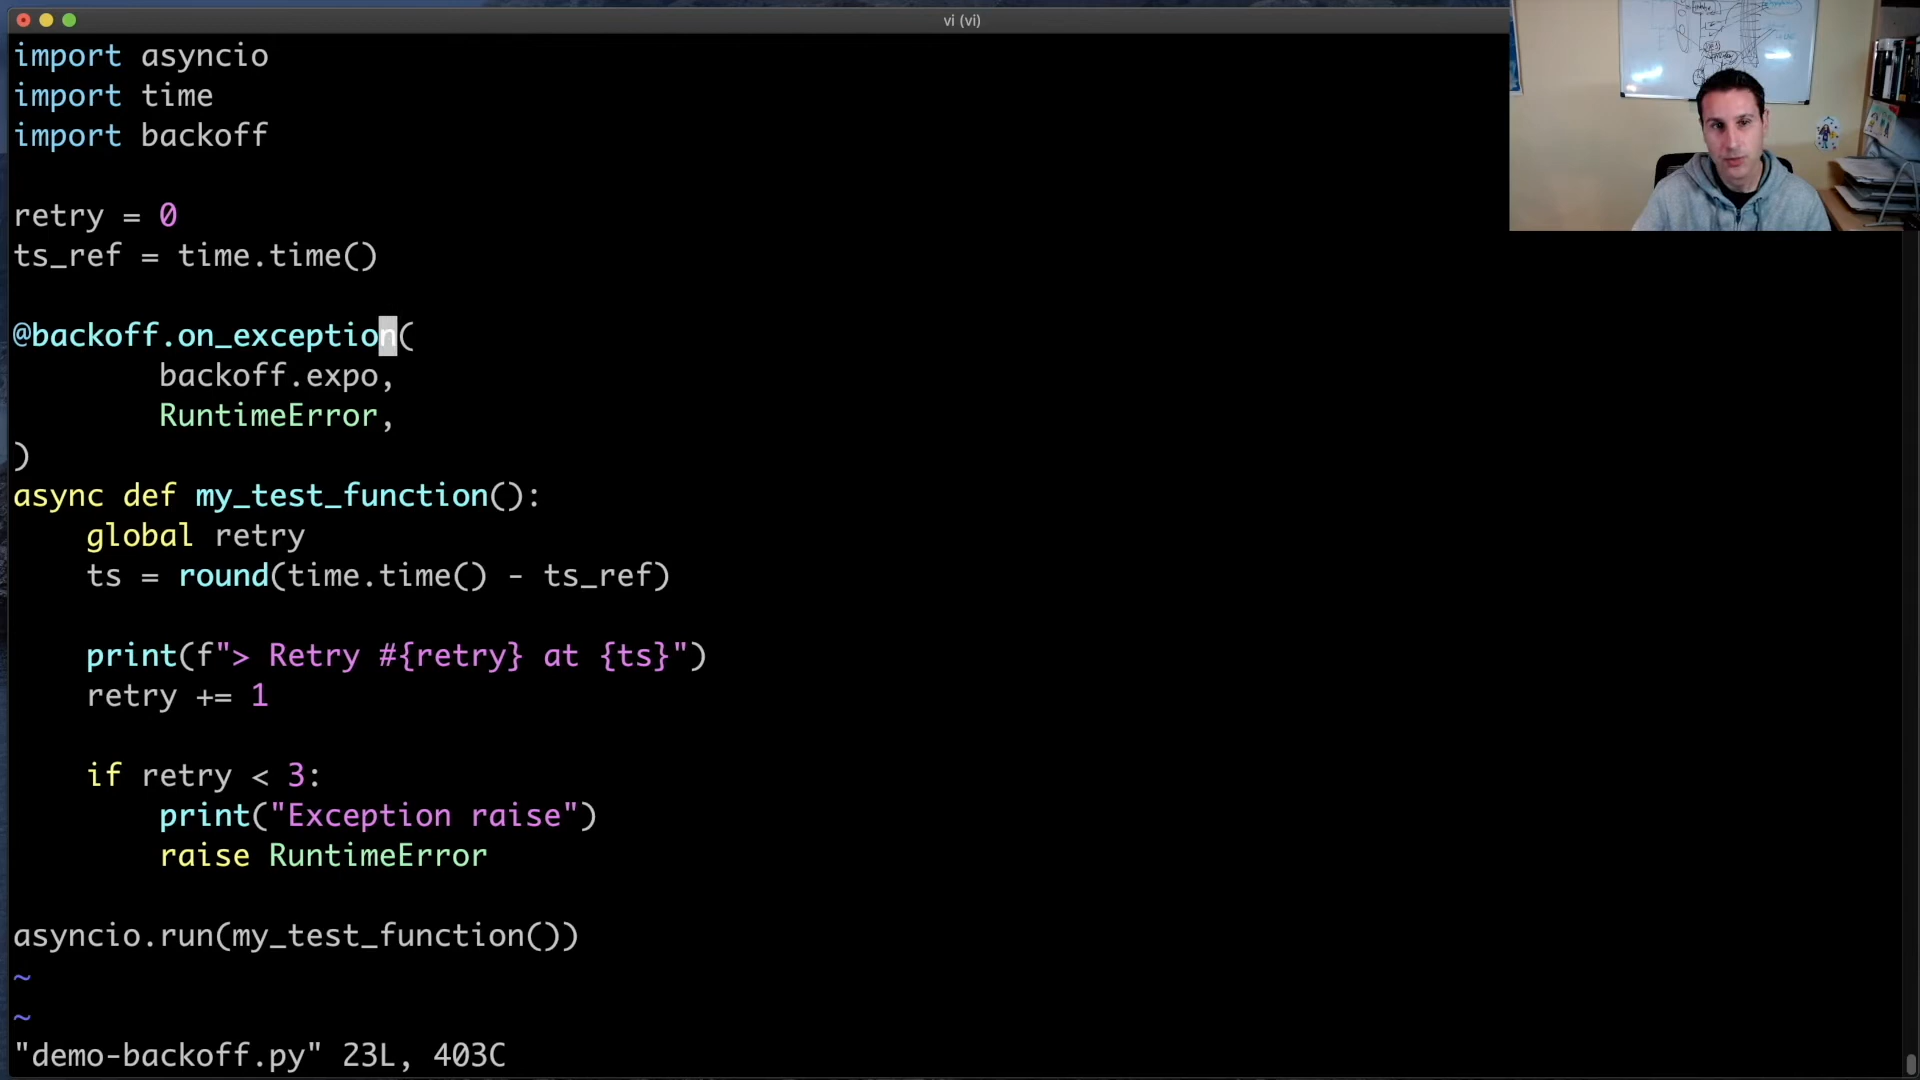 vi (vi)
import asyncio
import time
import backoff
retry = 0
ts_ref = time.time()
@backoff.on_exception(
        backoff.expo,
        RuntimeError,
)
async def my_test_function():
    global retry
    ts = round(time.time() - ts_ref)
    print(f"> Retry #{retry} at {ts}")
    retry += 1
    if retry < 3:
        print("Exception raise")
        raise RuntimeError
asyncio.run(my_test_function())
~
~
"demo-backoff.py" 23L, 403C